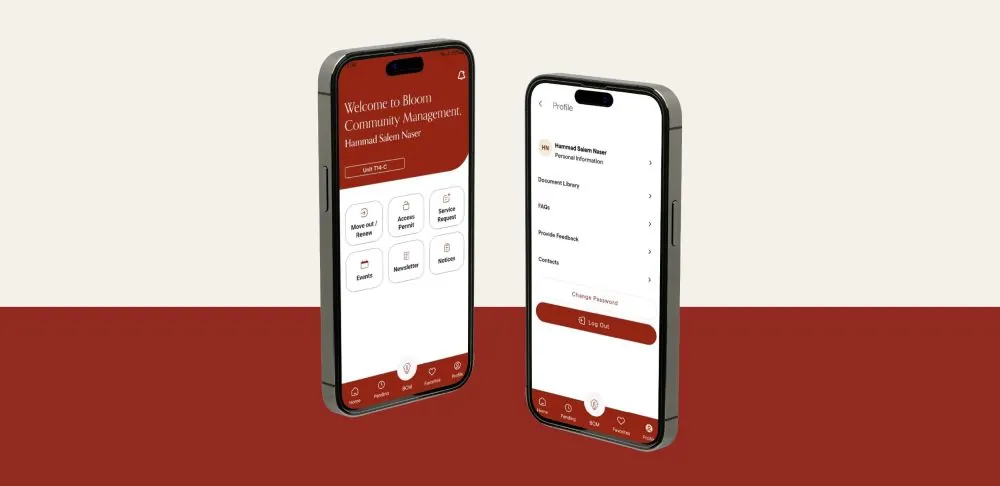 Welcome to Bloom
Community Management.
Hammad Salem Naser
Unit T14-C
Move out /
Renew
Access
Permit
Service
Request
Events
Newsletter
Notices
Home
Pending
BCM
Favorites
Profile
Profile
HN
Hammad Salem Naser
Personal Information
Document Library
FAQs
Provide Feedback
Contacts
Change Password
Log Out
Home
Pending
BCM
Favorites
Profile